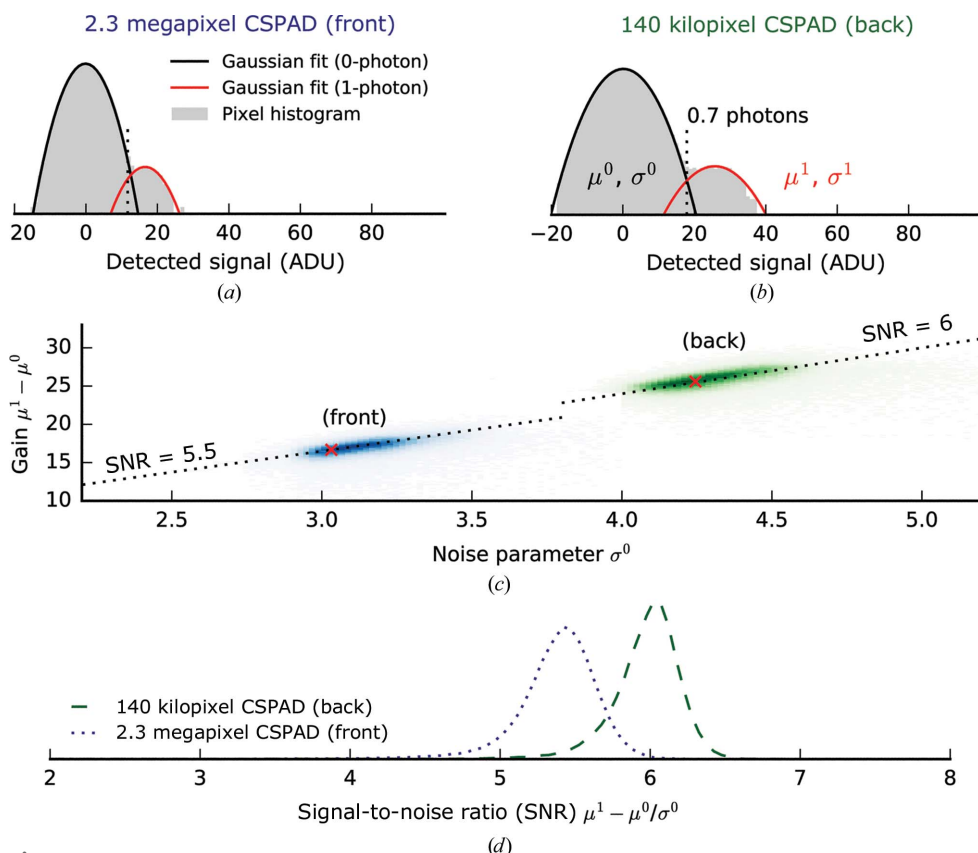 2.3 megapixel CSPAD (front)
140 kilopixel CSPAD (back)
Gaussian fit (0-photon)
Gaussian fit (1-photon)
Pixel histogram
0.7 photons
μ⁰, σ⁰
μ¹, σ¹
20 0 20 40 60 80
−20 0 20 40 60 80
Detected signal (ADU)
Detected signal (ADU)
(a)
(b)
30
25
20
15
10
Gain μ¹ − μ⁰
SNR = 5.5
(front)
(back)
SNR = 6
2.5 3.0 3.5 4.0 4.5 5.0
Noise parameter σ⁰
(c)
140 kilopixel CSPAD (back)
2.3 megapixel CSPAD (front)
2 3 4 5 6 7 8
Signal-to-noise ratio (SNR) μ¹ − μ⁰/σ⁰
(d)